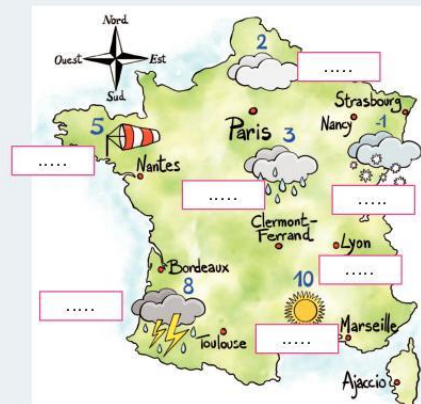 Nord
Ouest
Est
Sud
2
.....
Strasbourg
Paris
Nancy
-1
5
3
.....
Nantes
.....
.....
Clermont-
Ferrand
Lyon
.....
Bordeaux
8
10
.....
.....
Toulouse
Marseille
Ajaccio